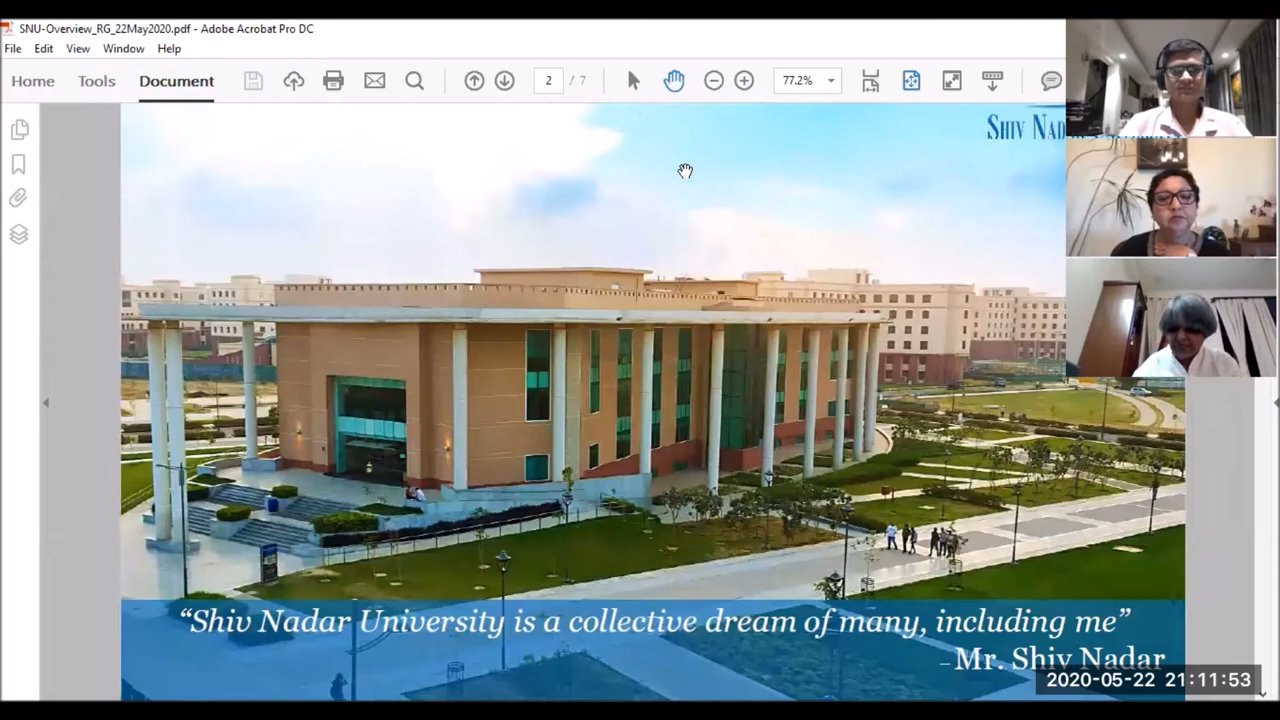 SNU-Overview_RG_22May2020.pdf - Adobe Acrobat Pro DC
File Edit View Window Help
Home Tools Document 2 / 7 77.2%
SHIV
“Shiv Nadar University is a collective dream of many, including me”
– Mr. Shiv Nadar
2020-05-22 21:11:53